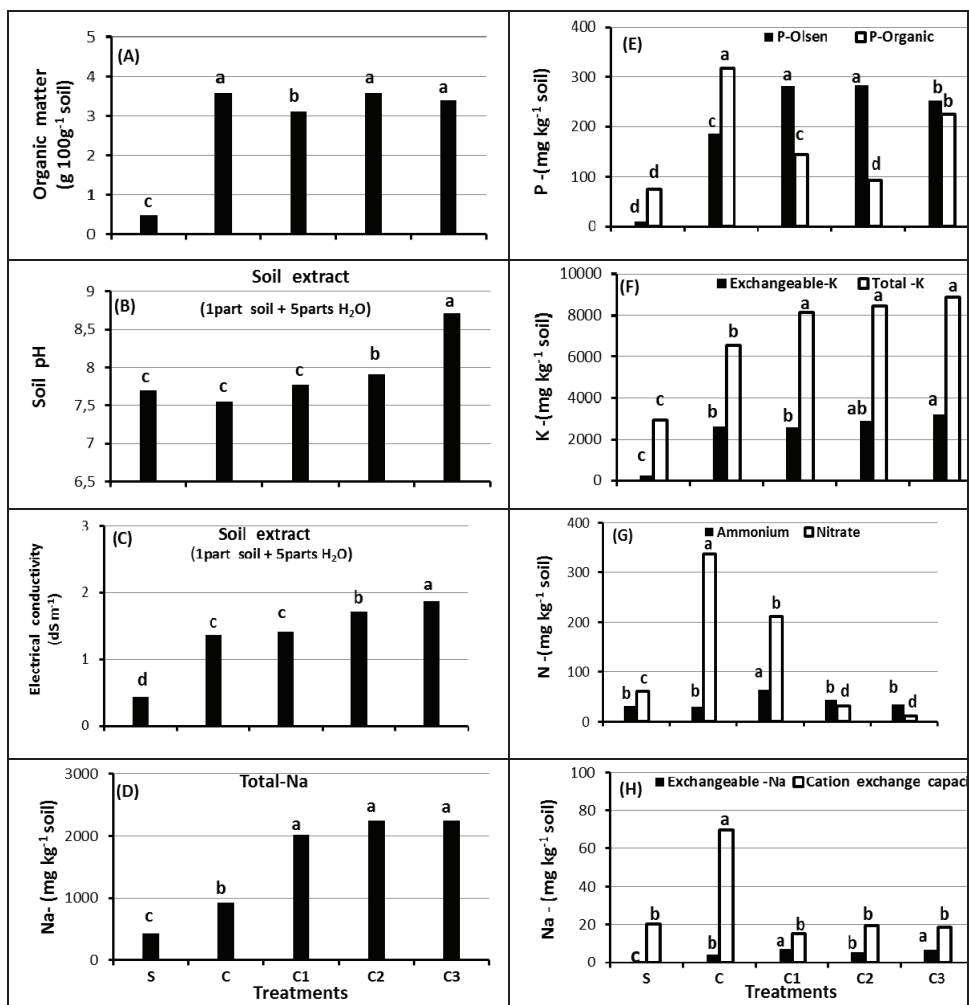 (A)
Organic matter
(g 100g⁻¹ soil)
5
4
3
2
1
0
c
a
b
a
a
Soil extract
(B)
(1part soil + 5parts H₂O)
Soil pH
9
8,5
8
7,5
7
6,5
c
c
c
b
a
(C)
Soil extract
(1part soil + 5parts H₂O)
Electrical conductivity
(dS m⁻¹)
3
2
1
0
d
c
c
b
a
(D)
Total-Na
Na- (mg kg⁻¹ soil)
3000
2000
1000
0
c
b
a
a
a
S C C1 C2 C3
Treatments
(E)
P-Olsen P-Organic
P -(mg kg⁻¹ soil)
400
300
200
100
0
d d
c a
a c
a d
b b
(F)
Exchangeable-K Total -K
K -(mg kg⁻¹ soil)
10000
8000
6000
4000
2000
0
c c
b b
b a
ab a
a a
(G)
Ammonium Nitrate
N -(mg kg⁻¹ soil)
400
300
200
100
0
b c
b a
a b
b d
b d
(H)
Exchangeable -Na Cation exchange capaci
Na - (mg kg⁻¹ soil)
100
80
60
40
20
0
c b
b a
a b
b b
a b
S C C1 C2 C3
Treatments